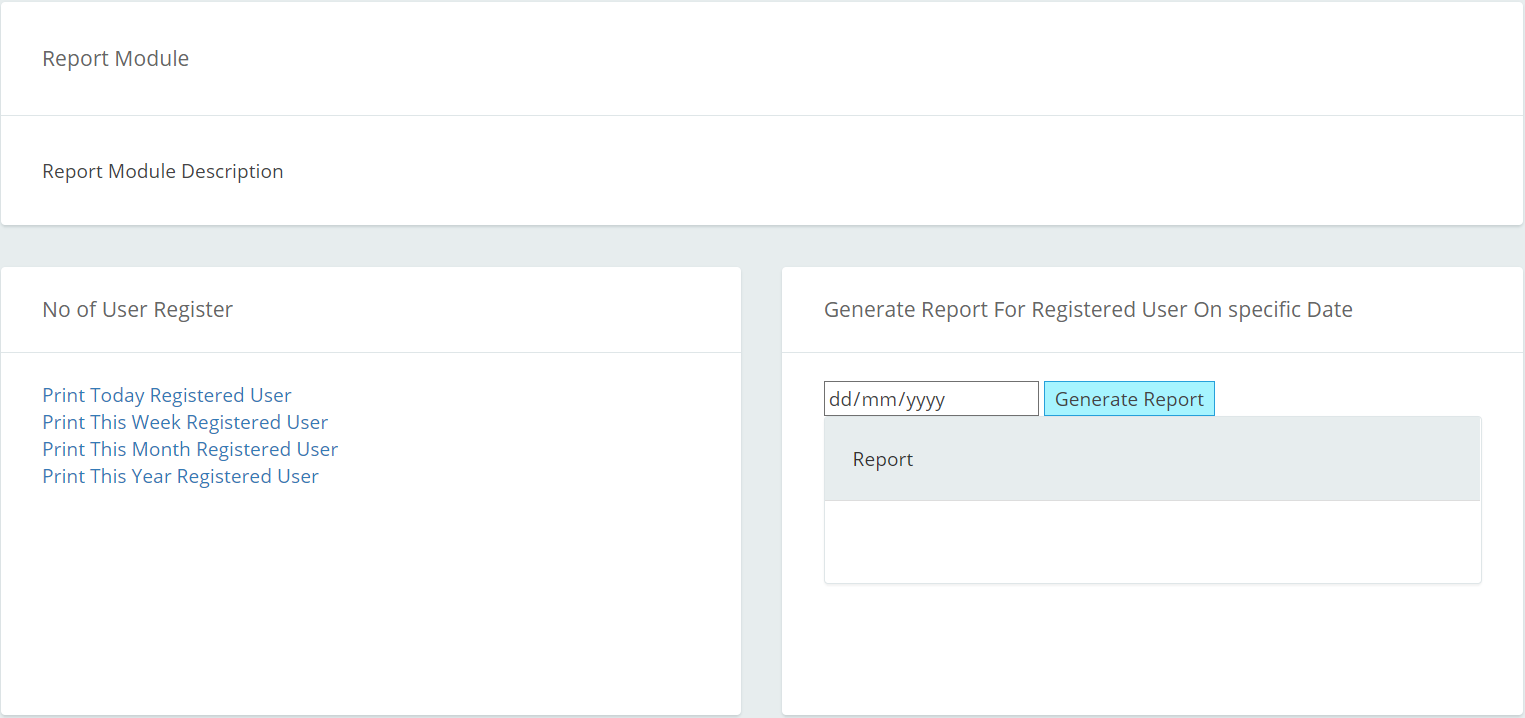 Report Module
Report Module Description
No of User Register
Print Today Registered User
Print This Week Registered User
Print This Month Registered User
Print This Year Registered User
Generate Report For Registered User On specific Date
dd/mm/yyyy Generate Report
Report